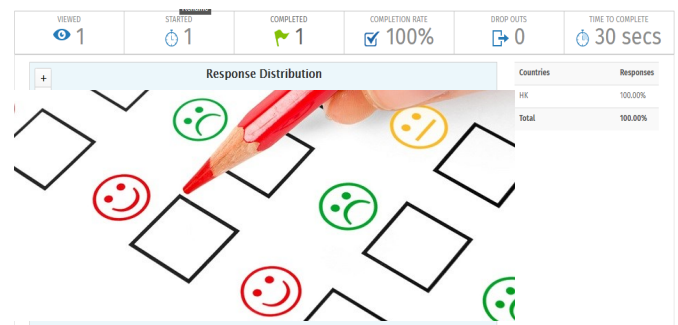 VIEWED
STARTED
COMPLETED
COMPLETION RATE
DROP OUTS
TIME TO COMPLETE
1
1
1
100%
0
30 secs
+
Response Distribution
Countries Responses
HK 100.00%
Total 100.00%